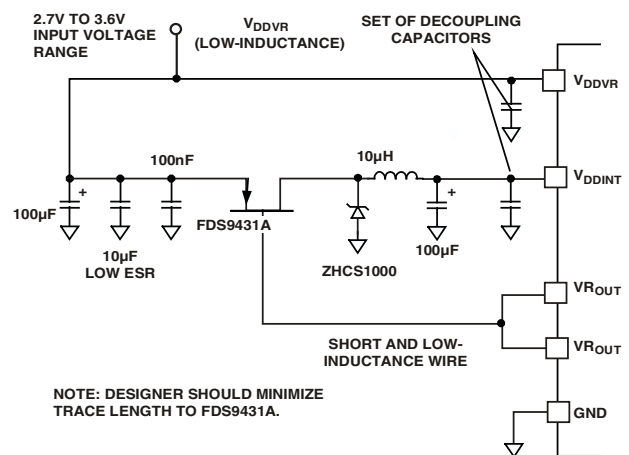 2.7V TO 3.6V
INPUT VOLTAGE
RANGE
VDDVR
(LOW-INDUCTANCE)
SET OF DECOUPLING
CAPACITORS
VDDVR
100nF
10µH
VDDINT
+
100µF
10µF
LOW ESR
FDS9431A
ZHCS1000
+
100µF
VROUT
SHORT AND LOW-
INDUCTANCE WIRE
VROUT
NOTE: DESIGNER SHOULD MINIMIZE
TRACE LENGTH TO FDS9431A.
GND